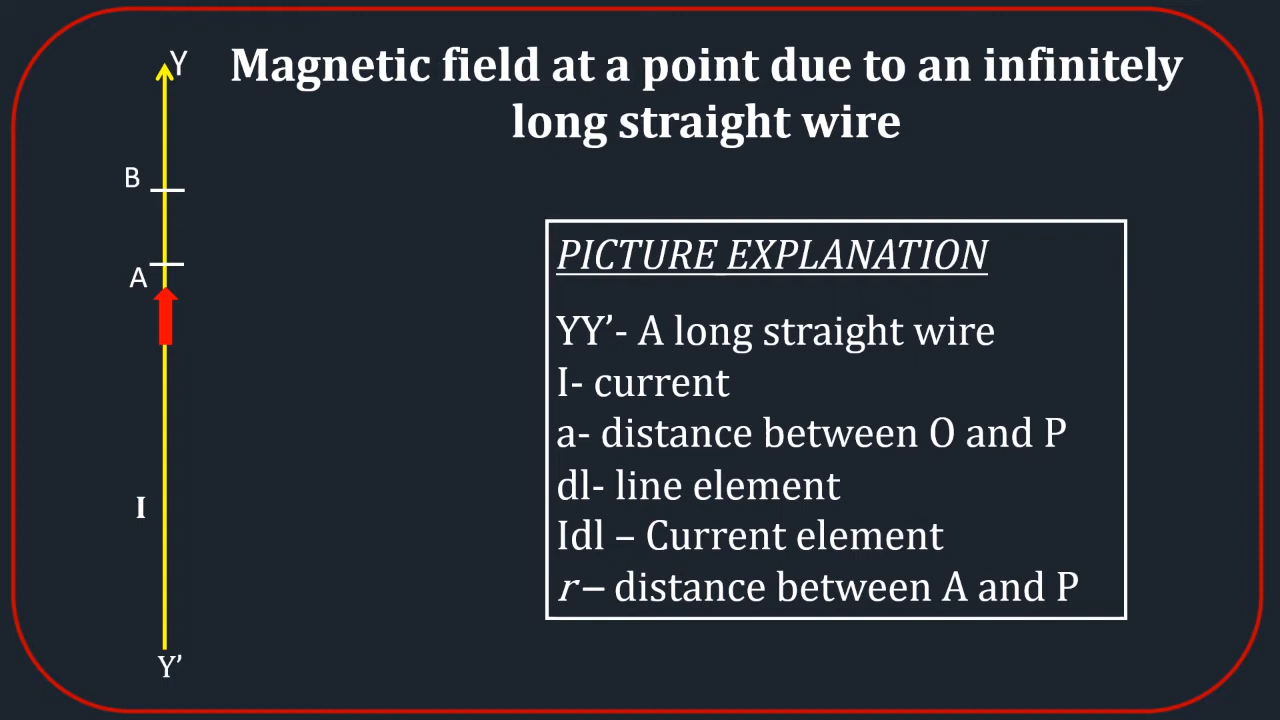 Y
Magnetic field at a point due to an infinitely
long straight wire
B
A
PICTURE EXPLANATION
YY’- A long straight wire
I- current
a- distance between O and P
dl- line element
Idl – Current element
r – distance between A and P
I
Y’